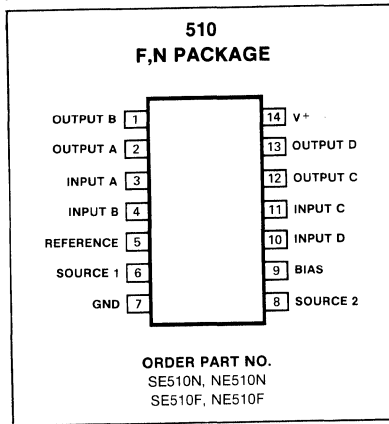 510
F,N PACKAGE
OUTPUT B 1
OUTPUT A 2
INPUT A 3
INPUT B 4
REFERENCE 5
SOURCE 1 6
GND 7
14 V+
13 OUTPUT D
12 OUTPUT C
11 INPUT C
10 INPUT D
9 BIAS
8 SOURCE 2
ORDER PART NO.
SE510N, NE510N
SE510F, NE510F